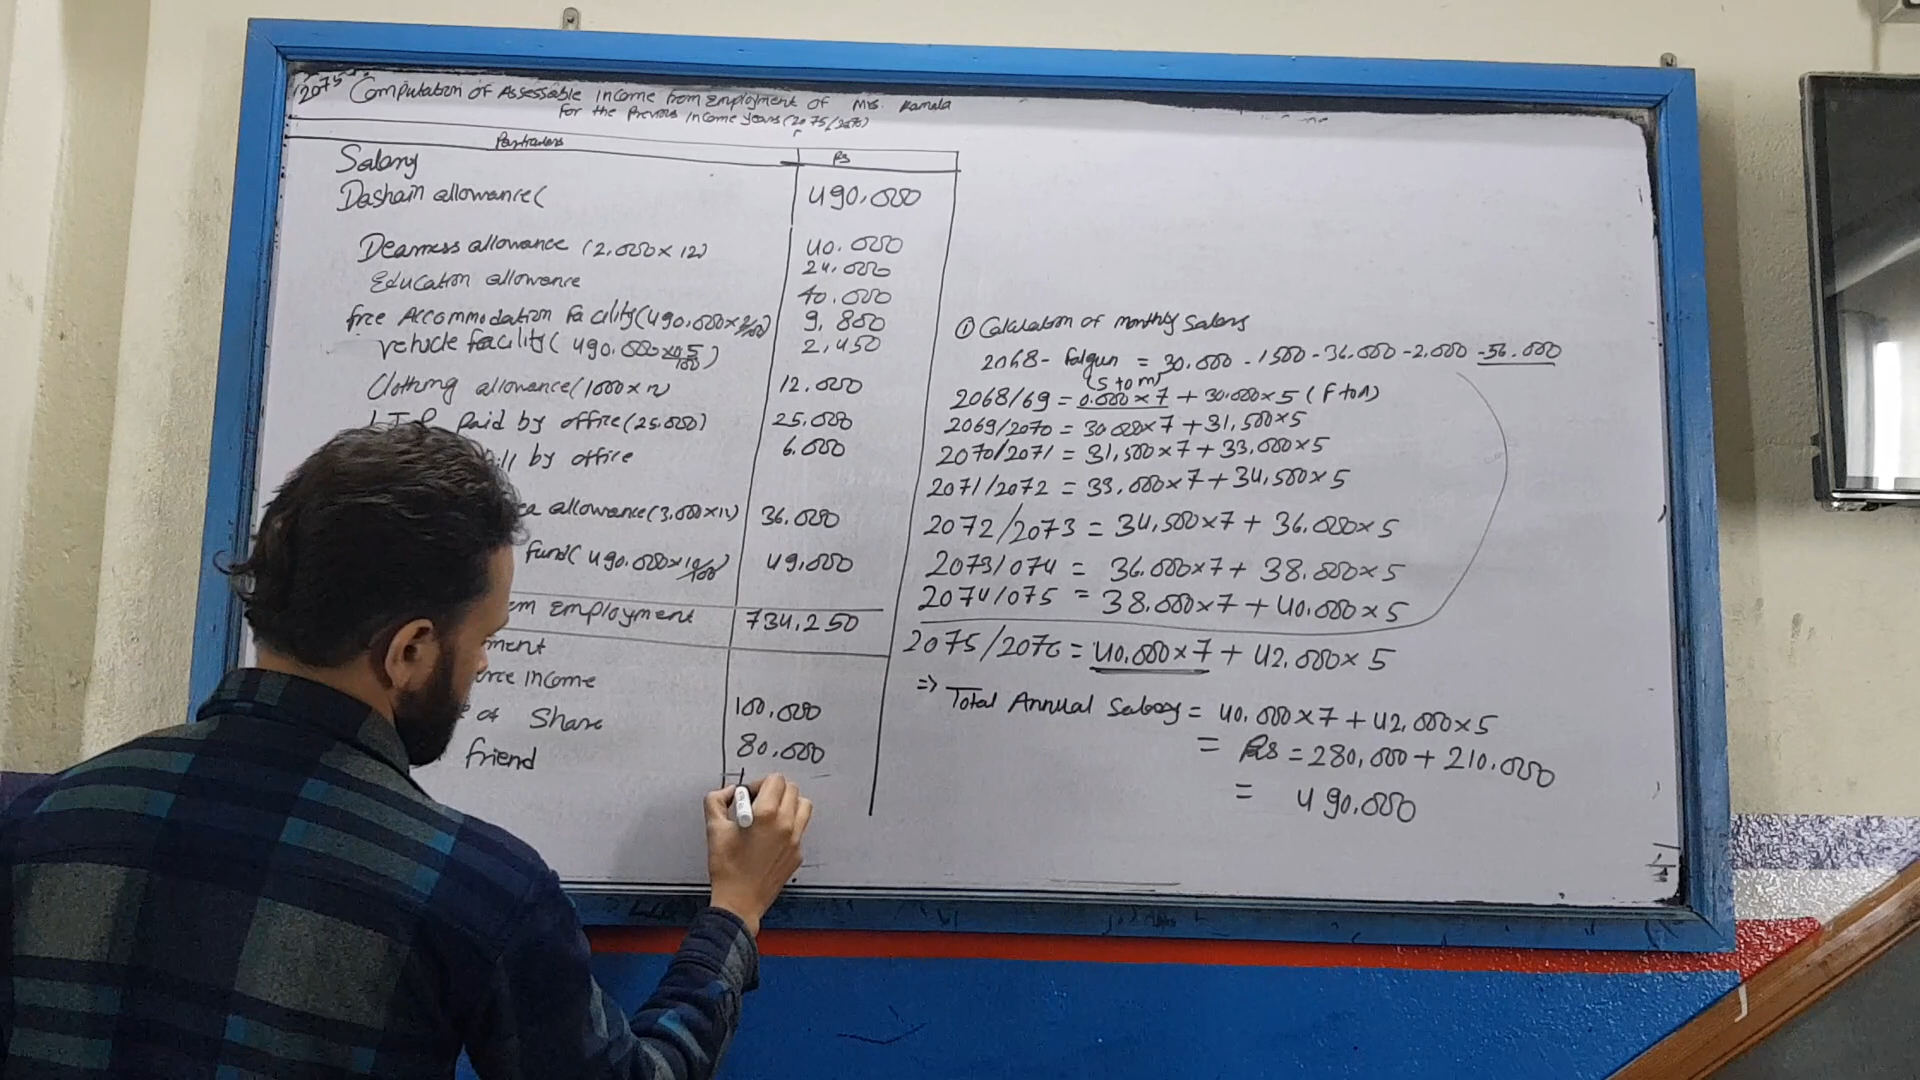 2075 Computation of Assessable Income from Employment of Mrs. Kamala
For the Previous Income years (2075/2076)
Particulars Rs
Salary 490,000
Dashain allowance( 40.000
Dearness allowance (2.000×12) 24.000
Education allowance 40.000
free Accommodation facility(490,000×2/100) 9,800
vehicle facility( 490.000×0.5/100) 2,450
Clothing allowance(1000×12) 12.000
paid by office(25.000) 25,000
by office 6.000
allowance(3,000×12) 36.000
Fund(490.000×10/100) 49,000
Employment 734,250
ment
Income
of Share 100,000
friend 80.000
① Calculation of monthly Salary
2068 - Falgun = 30.000 - 1500 - 36.000 - 2.000 - 56.000
(S to m)
2068/69 = 0.000×7 + 30.000×5 (F to A)
2069/2070 = 30.000×7 + 31,500×5
2070/2071 = 31,500×7 + 33,000×5
2071/2072 = 33,000×7 + 34,500×5
2072/2073 = 34,500×7 + 36.000×5
2073/074 = 36.000×7 + 38.000×5
2074/075 = 38.000×7 + 40.000×5
2075/2076 = 40,000×7 + 42.000×5
=> Total Annual Salary = 40.000×7 + 42,000×5
= Rs = 280,000 + 210.000
= 490.000